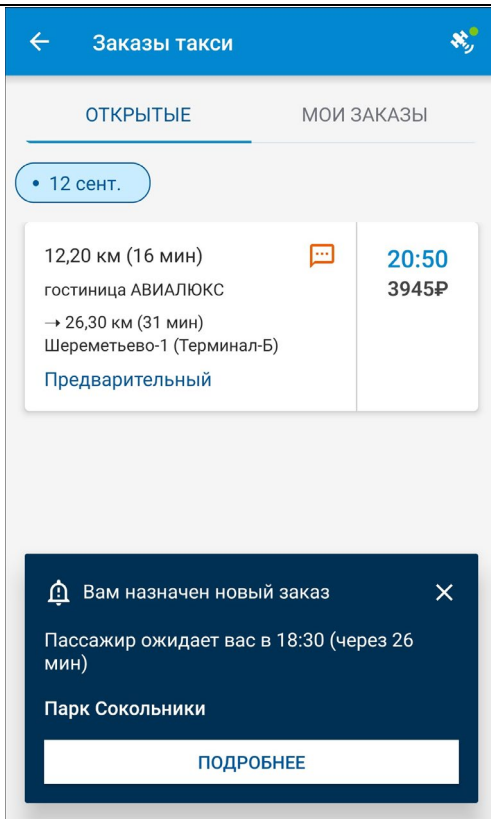 Заказы такси
ОТКРЫТЫЕ
МОИ ЗАКАЗЫ
• 12 сент.
12,20 км (16 мин)
20:50
3945₽
гостиница АВИАЛЮКС
→ 26,30 км (31 мин)
Шереметьево-1 (Терминал-Б)
Предварительный
Вам назначен новый заказ
Пассажир ожидает вас в 18:30 (через 26
мин)
Парк Сокольники
ПОДРОБНЕЕ